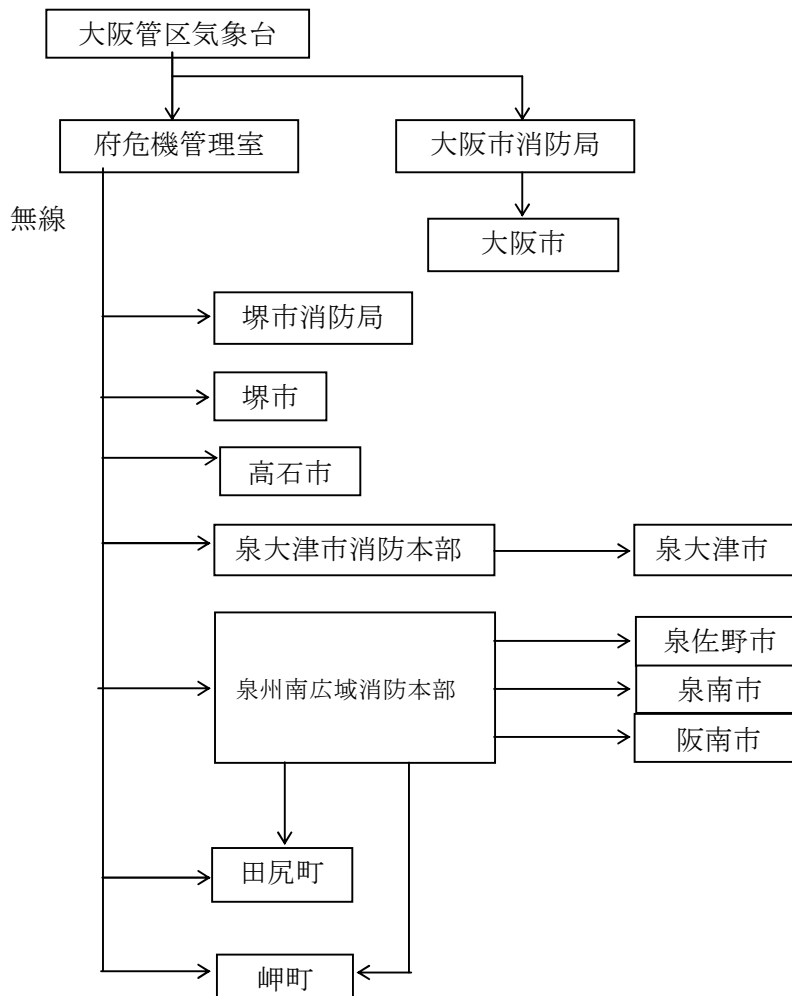 大阪管区気象台
府危機管理室
大阪市消防局
無線
大阪市
堺市消防局
堺市
高石市
泉大津市消防本部
泉大津市
泉佐野市
泉州南広域消防本部
泉南市
阪南市
田尻町
岬町